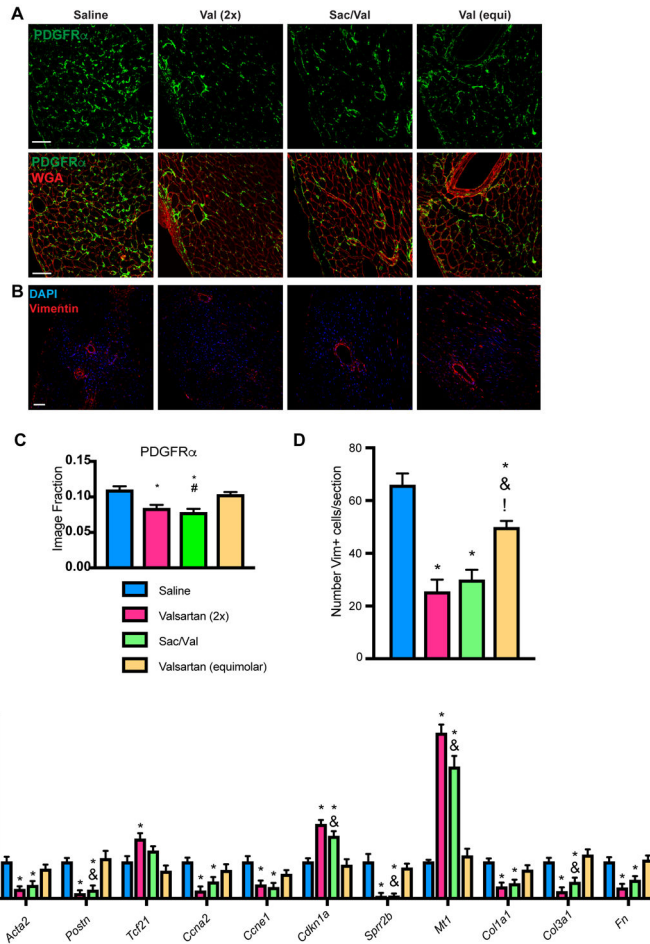 A
Saline Val (2x) Sac/Val Val (equi)
PDGFRα
PDGFRα
WGA
B
DAPI
Vimentin
C
PDGFRα
Image Fraction
0.15
0.10
0.05
0.00
* * #
Saline
Valsartan (2x)
Sac/Val
Valsartan (equimolar)
D
Number Vim+ cells/section
80
60
40
20
0
* * * & !
* * * * & * * * * * * * & * * & * * & * * * * & * *
Acta2 Postn Tcf21 Ccna2 Ccne1 Cdkn1a Sprr2b Mt1 Col1a1 Col3a1 Fn